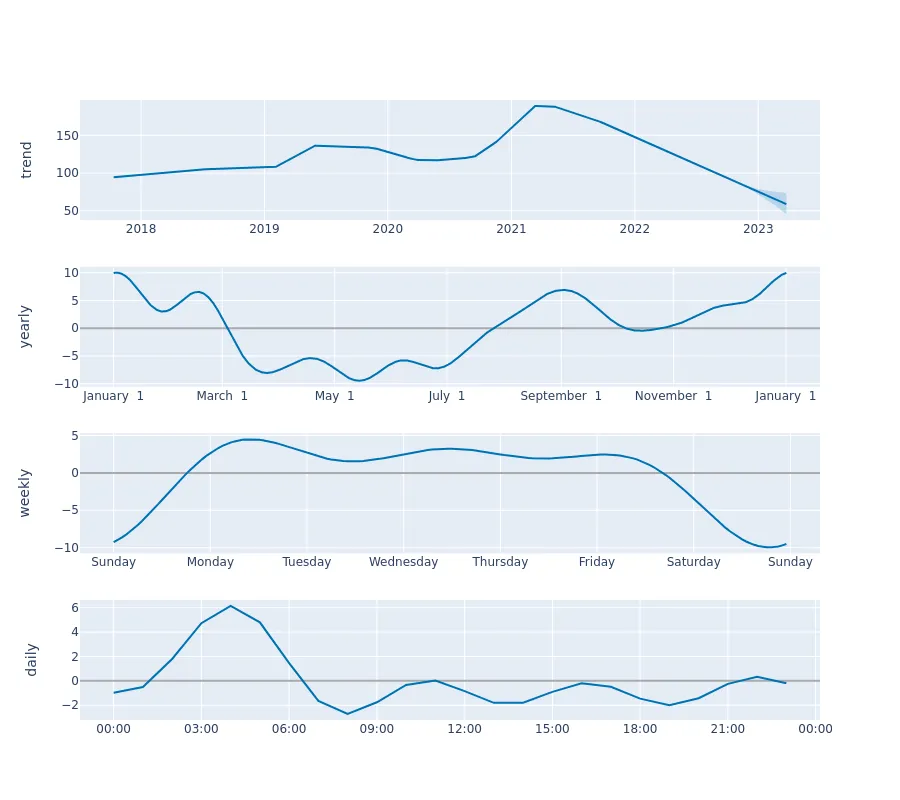 trend
150
100
50
2018 2019 2020 2021 2022 2023
yearly
10
5
0
−5
−10
January 1 March 1 May 1 July 1 September 1 November 1 January 1
weekly
5
0
−5
−10
Sunday Monday Tuesday Wednesday Thursday Friday Saturday Sunday
daily
6
4
2
0
−2
00:00 03:00 06:00 09:00 12:00 15:00 18:00 21:00 00:00